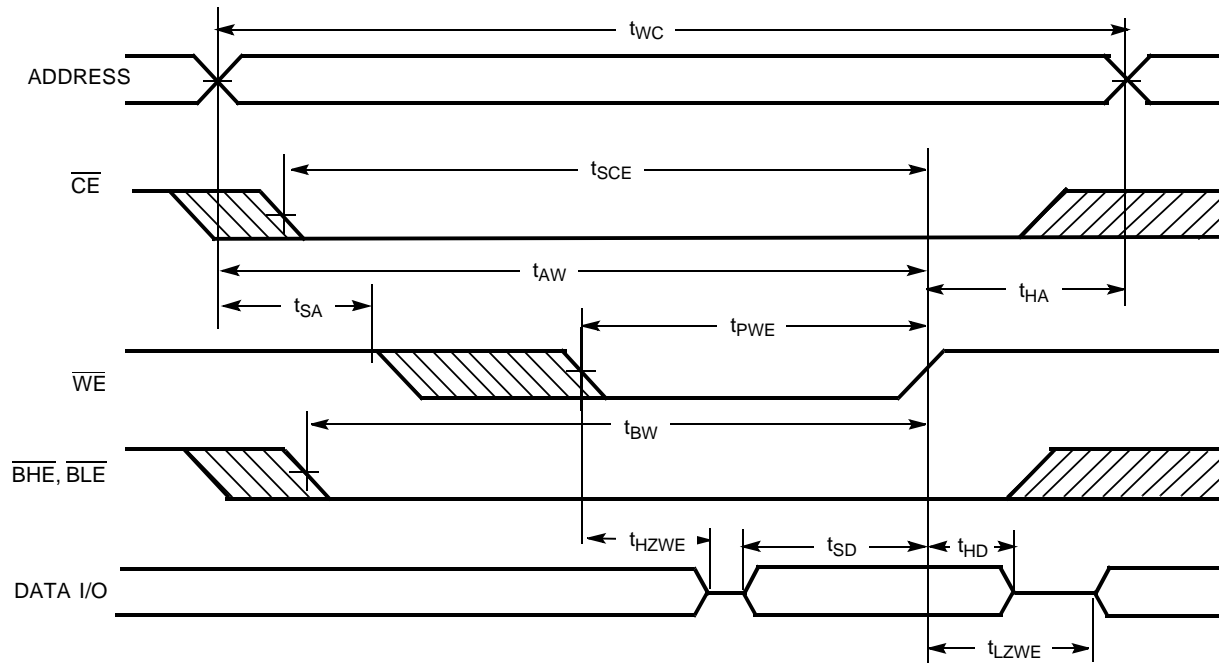 tWC
ADDRESS
tSCE
CE
tAW
tSA
tHA
tPWE
WE
tBW
BHE, BLE
tHZWE
tSD
tHD
DATA I/O
tLZWE